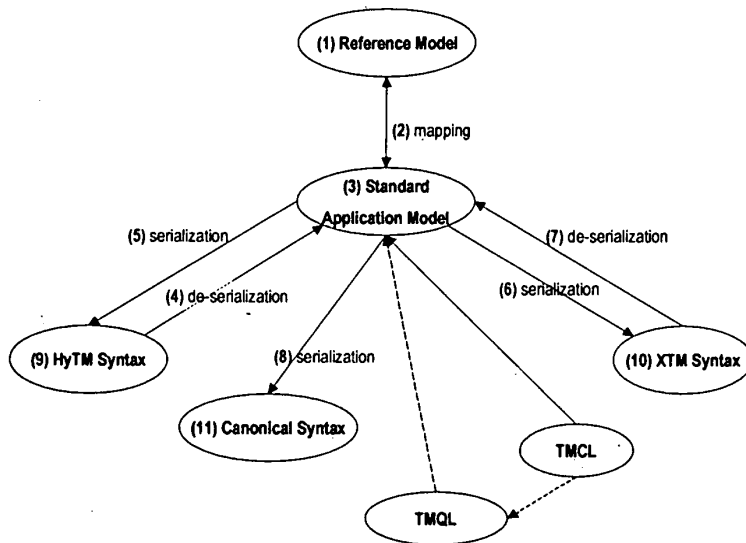 (1) Reference Model
(2) mapping
(3) Standard
Application Model
(5) serialization
(7) de-serialization
(4) de-serialization
(6) serialization
(9) HyTM Syntax
(8) serialization
(10) XTM Syntax
(11) Canonical Syntax
TMCL
TMQL